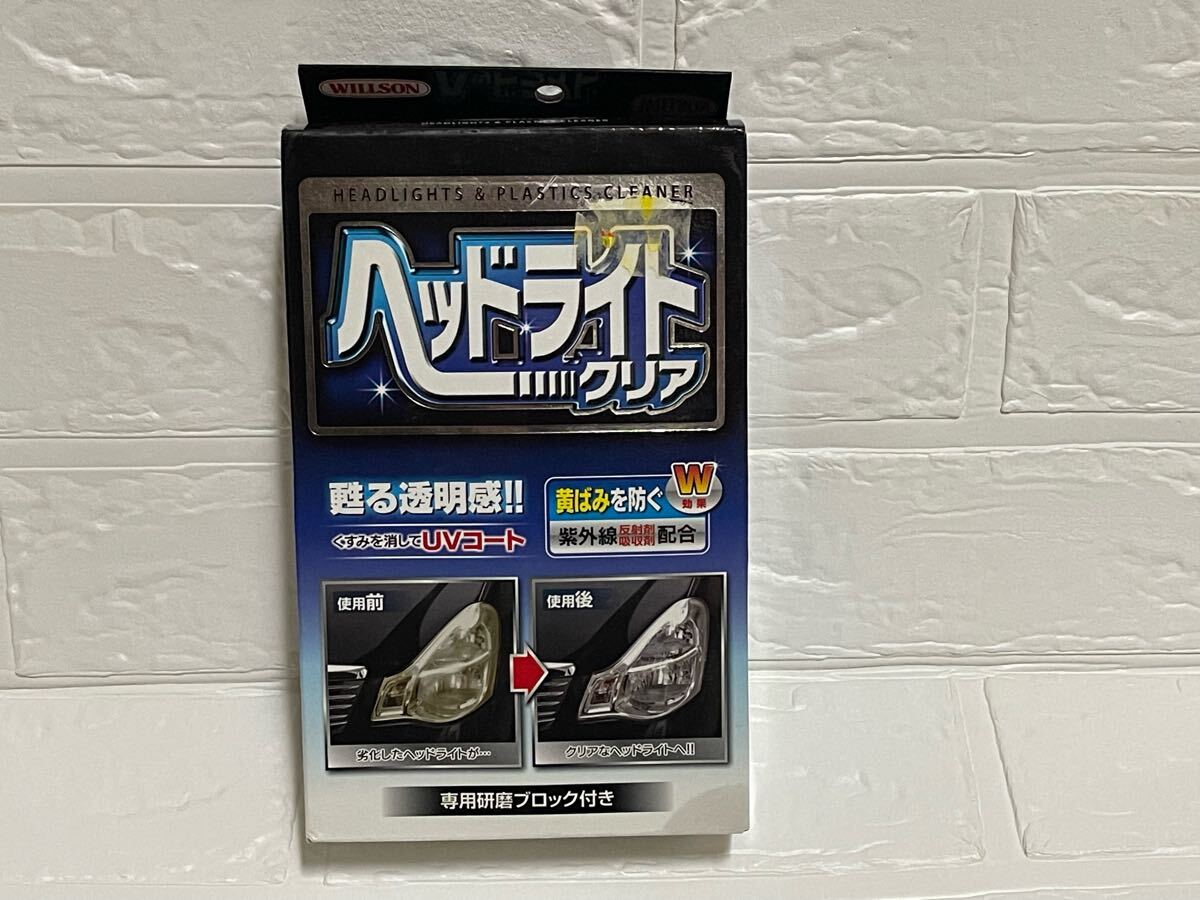 WILLSON
HEADLIGHTS & PLASTICS CLEANER
HEADLIGHTS & PLASTICS CLEANER
ヘッドライト
クリア
甦る透明感!!
くすみを消してUVコート
黄ばみを防ぐ
W
効果
紫外線反射剤吸収剤配合
使用前
使用後
劣化したヘッドライトが…
クリアなヘッドライトへ!!
専用研磨ブロック付き